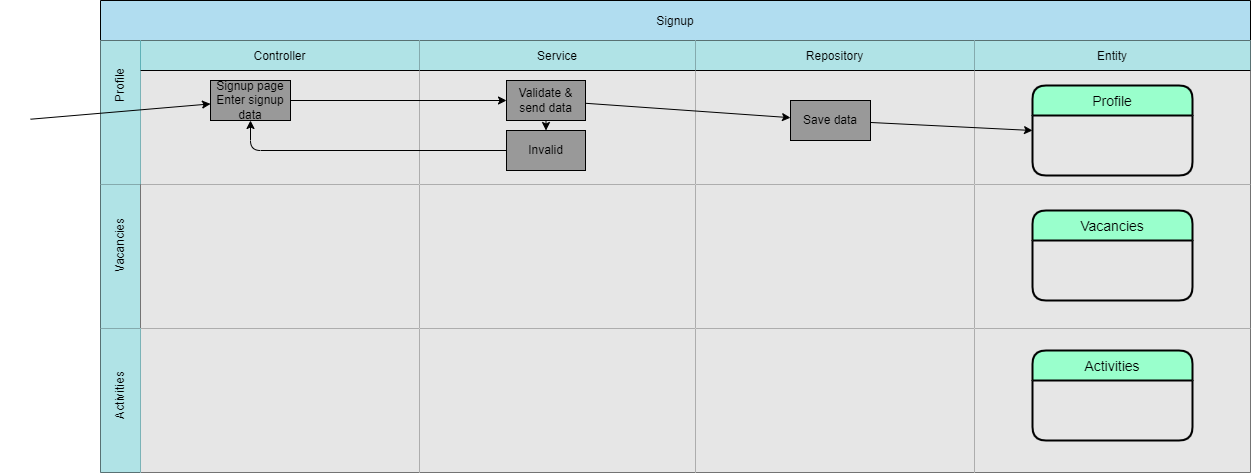 Signup
Controller
Service
Repository
Entity
Profile
Signup page
Enter signup
data
Validate &
send data
Save data
Profile
Invalid
Vacancies
Vacancies
Activities
Activities